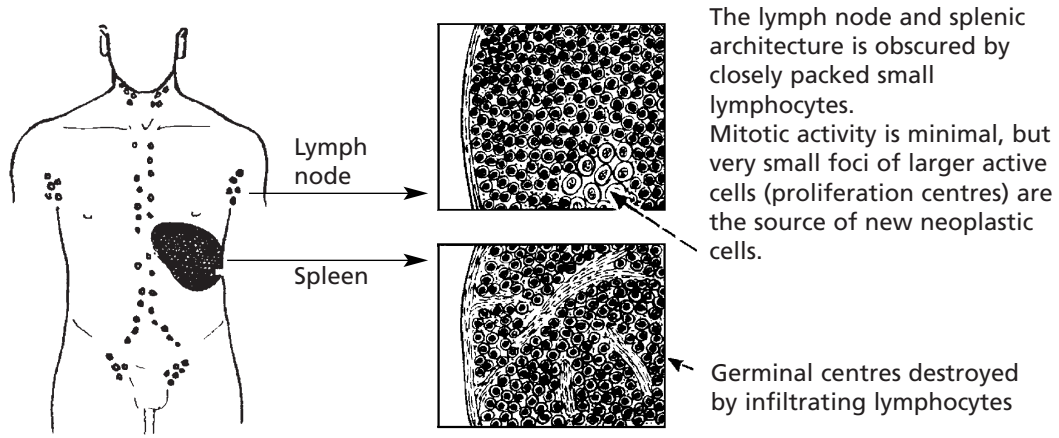 The lymph node and splenic
architecture is obscured by
closely packed small
lymphocytes.
Mitotic activity is minimal, but
very small foci of larger active
cells (proliferation centres) are
the source of new neoplastic
cells.
Lymph
node
Spleen
Germinal centres destroyed
by infiltrating lymphocytes